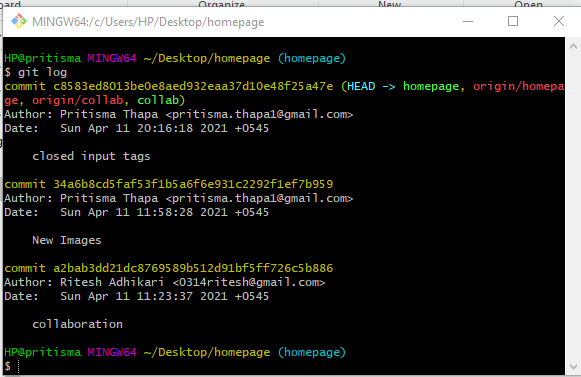 oard
Organize
New
Open
MINGW64:/c/Users/HP/Desktop/homepage
HP@pritisma MINGW64 ~/Desktop/homepage (homepage)
$ git log
commit c8583ed8013be0e8aed932eaa37d10e48f25a47e (HEAD -> homepage, origin/homepa
ge, origin/collab, collab)
Author: Pritisma Thapa <pritisma.thapa1@gmail.com>
Date:   Sun Apr 11 20:16:18 2021 +0545
closed input tags
commit 34a6b8cd5faf53f1b5a6f6e931c2292f1ef7b959
Author: Pritisma Thapa <pritisma.thapa1@gmail.com>
Date:   Sun Apr 11 11:58:28 2021 +0545
New Images
commit a2bab3dd21dc8769589b512d91bf5ff726c5b886
Author: Ritesh Adhikari <0314ritesh@gmail.com>
Date:   Sun Apr 11 11:23:37 2021 +0545
collaboration
HP@pritisma MINGW64 ~/Desktop/homepage (homepage)
$